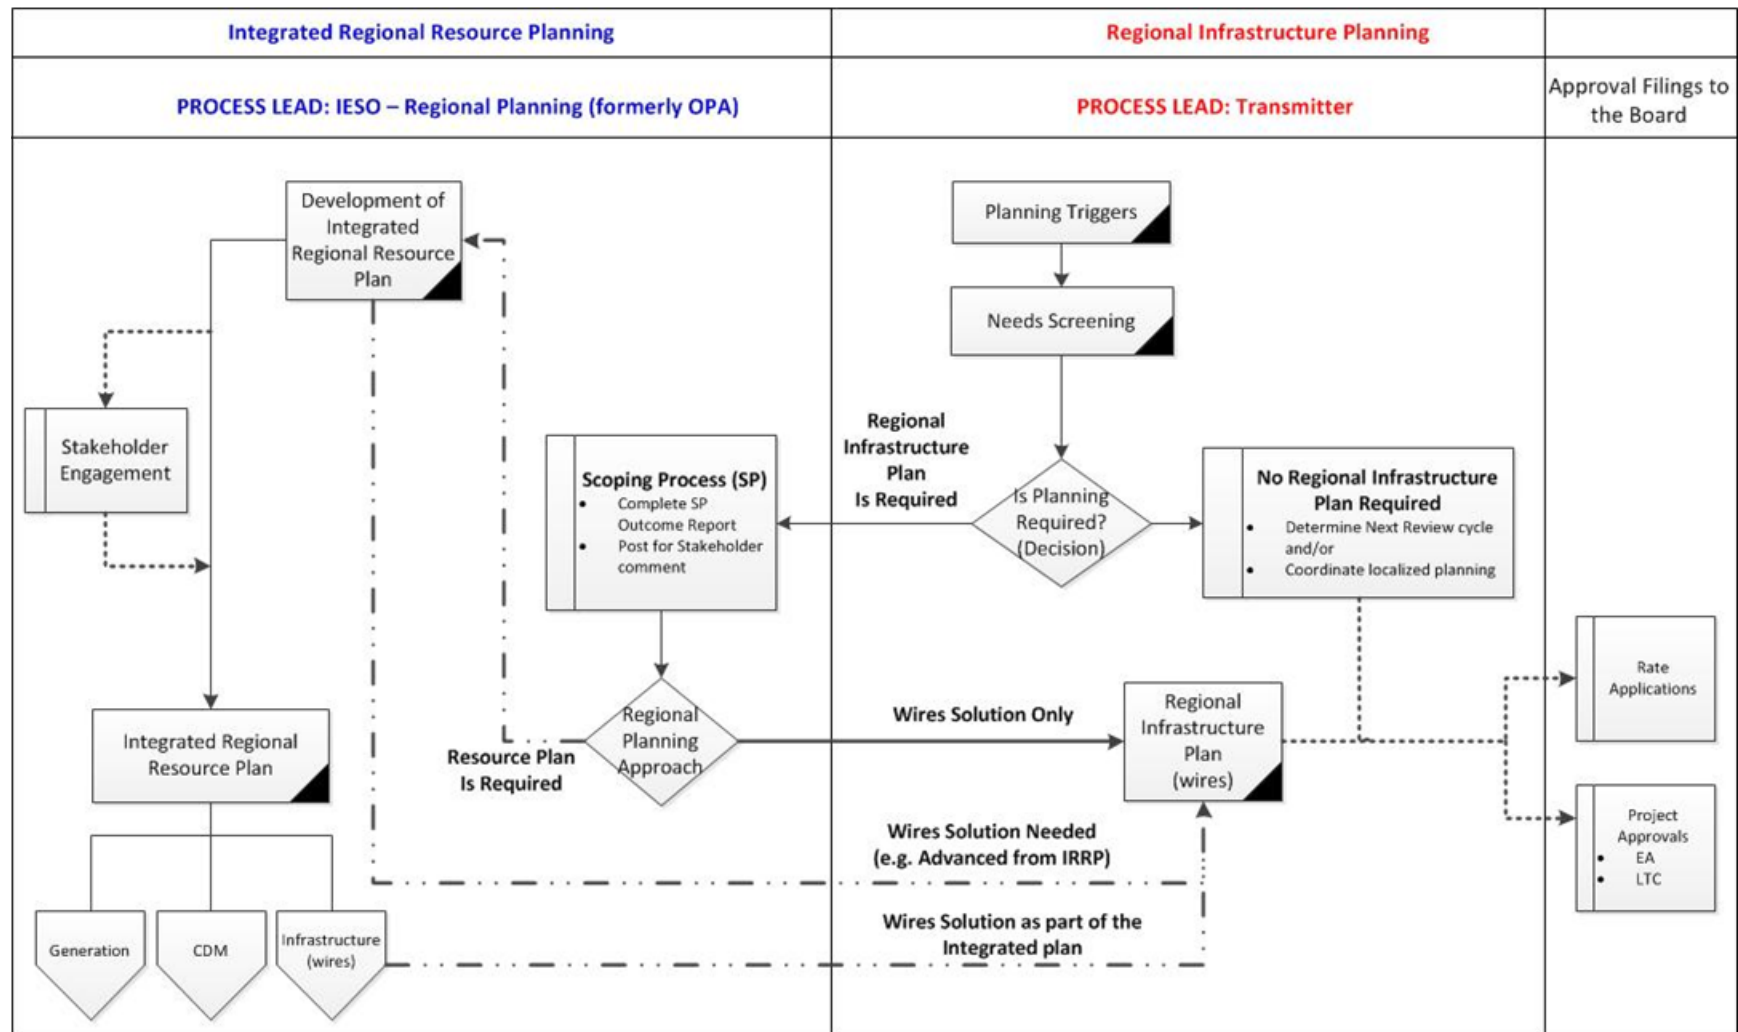 Integrated Regional Resource Planning
Regional Infrastructure Planning
PROCESS LEAD: IESO – Regional Planning (formerly OPA)
PROCESS LEAD: Transmitter
Approval Filings to
the Board
Development of
Integrated
Regional Resource
Plan
Planning Triggers
Needs Screening
Stakeholder
Engagement
Scoping Process (SP)
• Complete SP
Outcome Report
• Post for Stakeholder
comment
Regional
Infrastructure
Plan
Is Required
Is Planning
Required?
(Decision)
No Regional Infrastructure
Plan Required
• Determine Next Review cycle
and/or
• Coordinate localized planning
Rate
Applications
Integrated Regional
Resource Plan
Resource Plan
Is Required
Regional
Planning
Approach
Wires Solution Only
Regional
Infrastructure
Plan
(wires)
Project
Approvals
• EA
• LTC
Wires Solution Needed
(e.g. Advanced from IRRP)
Wires Solution as part of the
Integrated plan
Generation
CDM
Infrastructure
(wires)